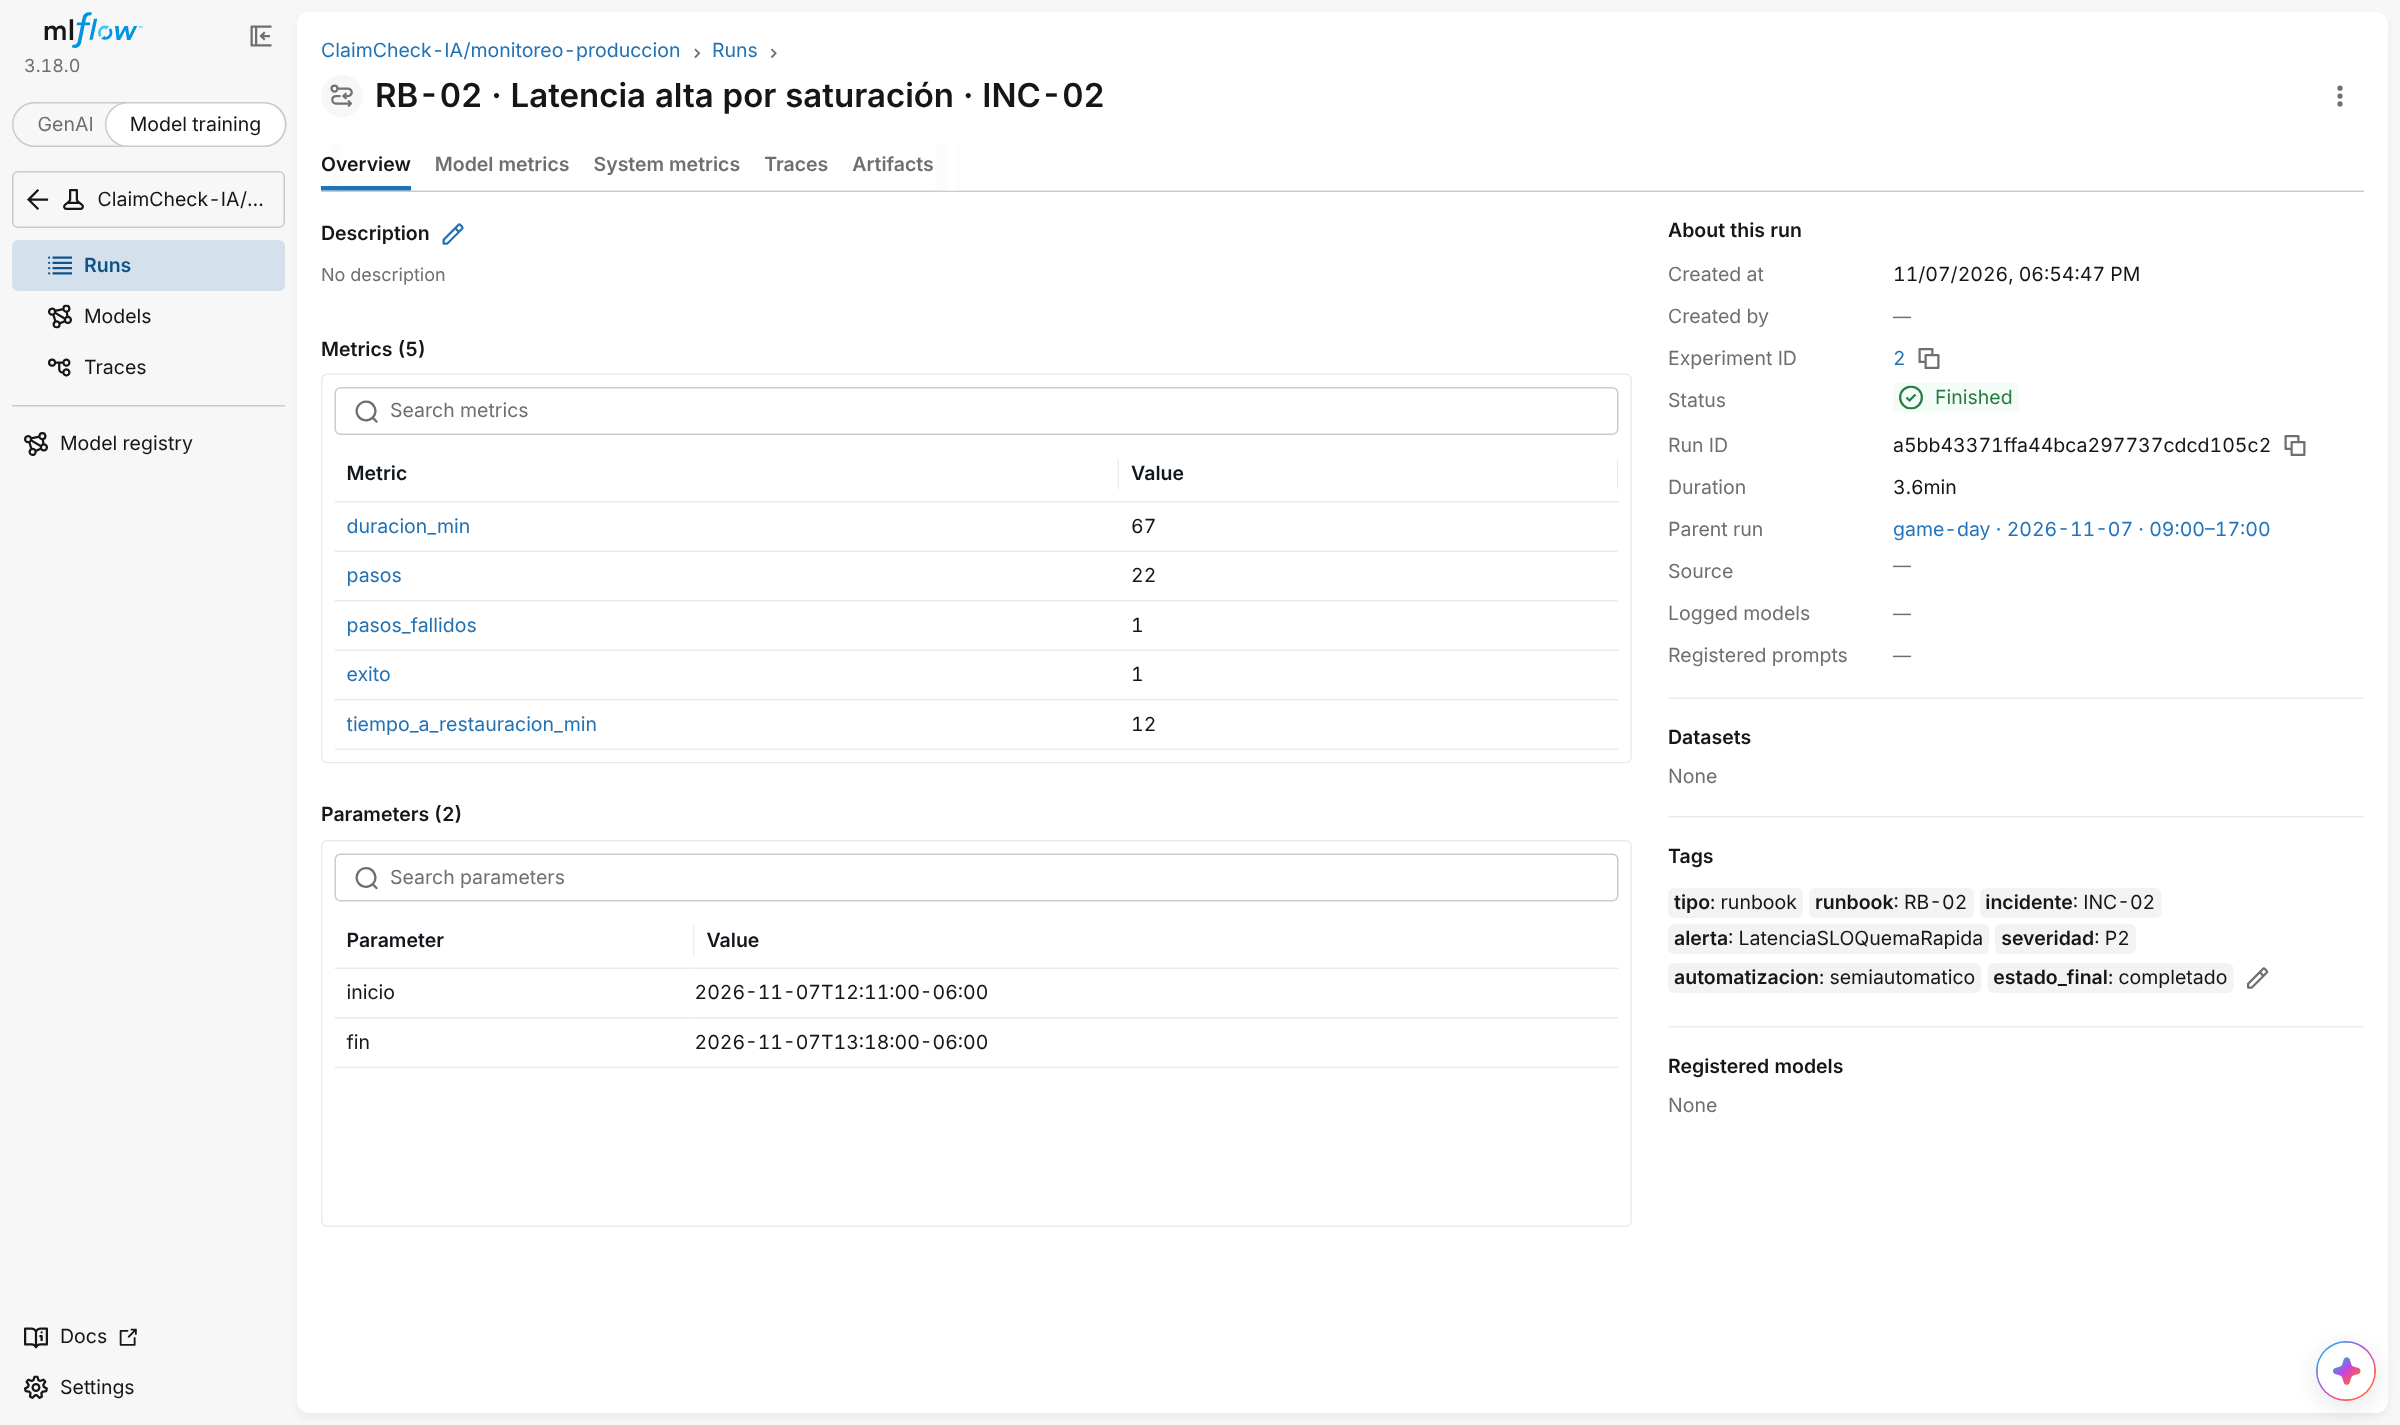 mlflow
3.18.0
GenAI
Model training
ClaimCheck-IA/...
Runs
Models
Traces
Model registry
Docs
Settings
ClaimCheck-IA/monitoreo-produccion > Runs >
RB-02 · Latencia alta por saturación · INC-02
Overview Model metrics System metrics Traces Artifacts
Description
No description
Metrics (5)
Search metrics
Metric Value
duracion_min 67
pasos 22
pasos_fallidos 1
exito 1
tiempo_a_restauracion_min 12
Parameters (2)
Search parameters
Parameter Value
inicio 2026-11-07T12:11:00-06:00
fin 2026-11-07T13:18:00-06:00
About this run
Created at 11/07/2026, 06:54:47 PM
Created by —
Experiment ID 2
Status Finished
Run ID a5bb43371ffa44bca297737cdcd105c2
Duration 3.6min
Parent run game-day · 2026-11-07 · 09:00–17:00
Source —
Logged models —
Registered prompts —
Datasets
None
Tags
tipo: runbook runbook: RB-02 incidente: INC-02
alerta: LatenciaSLOQuemaRapida severidad: P2
automatizacion: semiautomatico estado_final: completado
Registered models
None